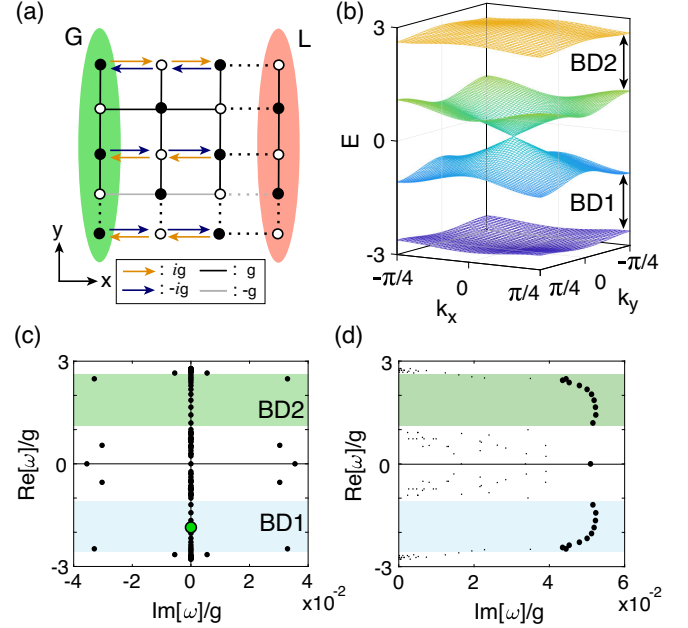 (a)
G
L
y
x
: ig
: g
: -ig
: -g
(b)
3
E
0
-3
BD2
BD1
-π/4
0
π/4
k_x
-π/4
0
π/4
k_y
(c)
3
Re[ω]/g
0
-3
BD2
BD1
-4
-2
0
2
4
x10⁻²
Im[ω]/g
(d)
3
Re[ω]/g
0
-3
BD2
BD1
0
2
4
6
x10⁻²
Im[ω]/g